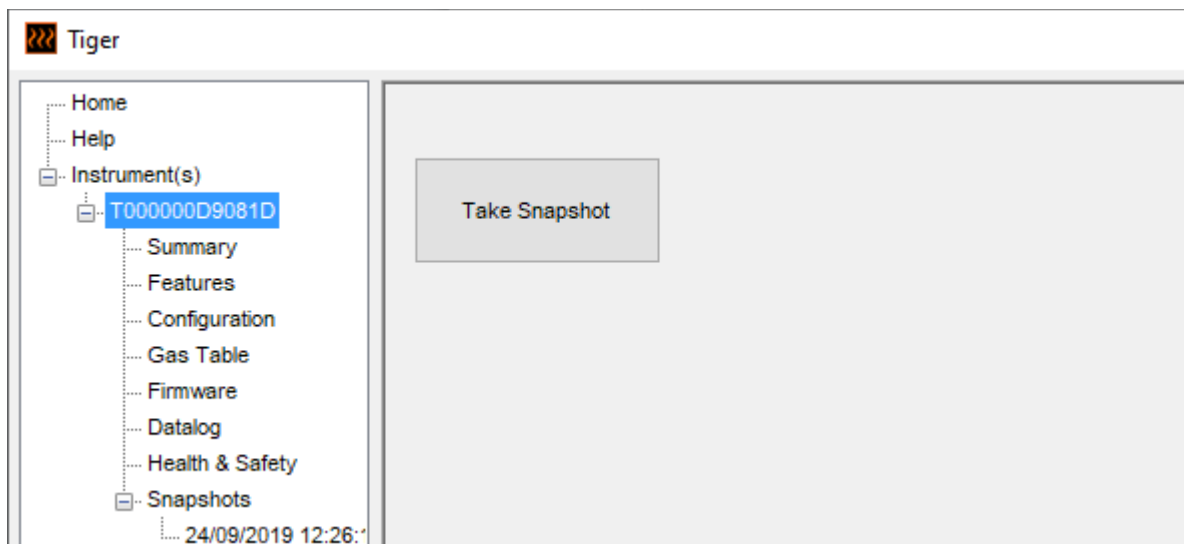 Tiger
Home
Help
Instrument(s)
T000000D9081D
Summary
Features
Configuration
Gas Table
Firmware
Datalog
Health & Safety
Snapshots
24/09/2019 12:26:
Take Snapshot